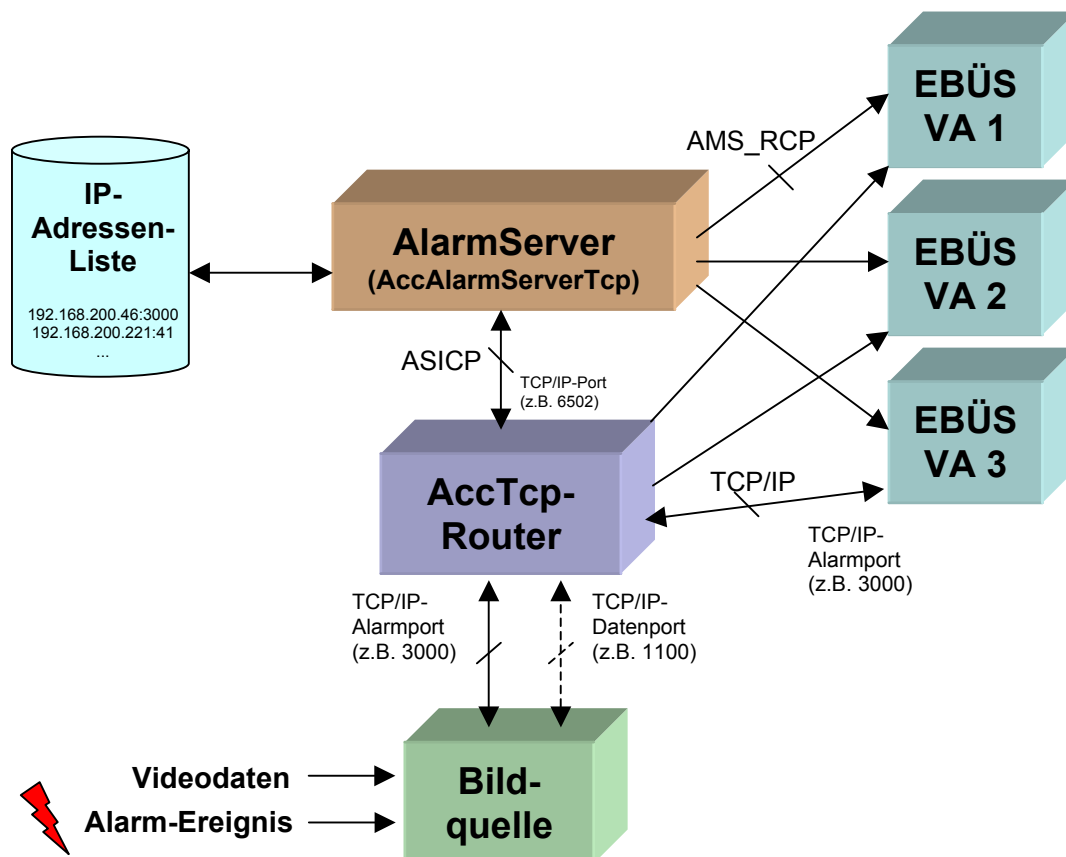 EBÜS
VA 1
AMS_RCP
IP-
Adressen-
Liste
192.168.200.46:3000
192.168.200.221:41
...
AlarmServer
(AccAlarmServerTcp)
EBÜS
VA 2
ASICP
TCP/IP-Port
(z.B. 6502)
EBÜS
VA 3
AccTcp-
Router
TCP/IP
TCP/IP-
Alarmport
(z.B. 3000)
TCP/IP-
Alarmport
(z.B. 3000)
TCP/IP-
Datenport
(z.B. 1100)
Videodaten
Alarm-Ereignis
Bild-
quelle